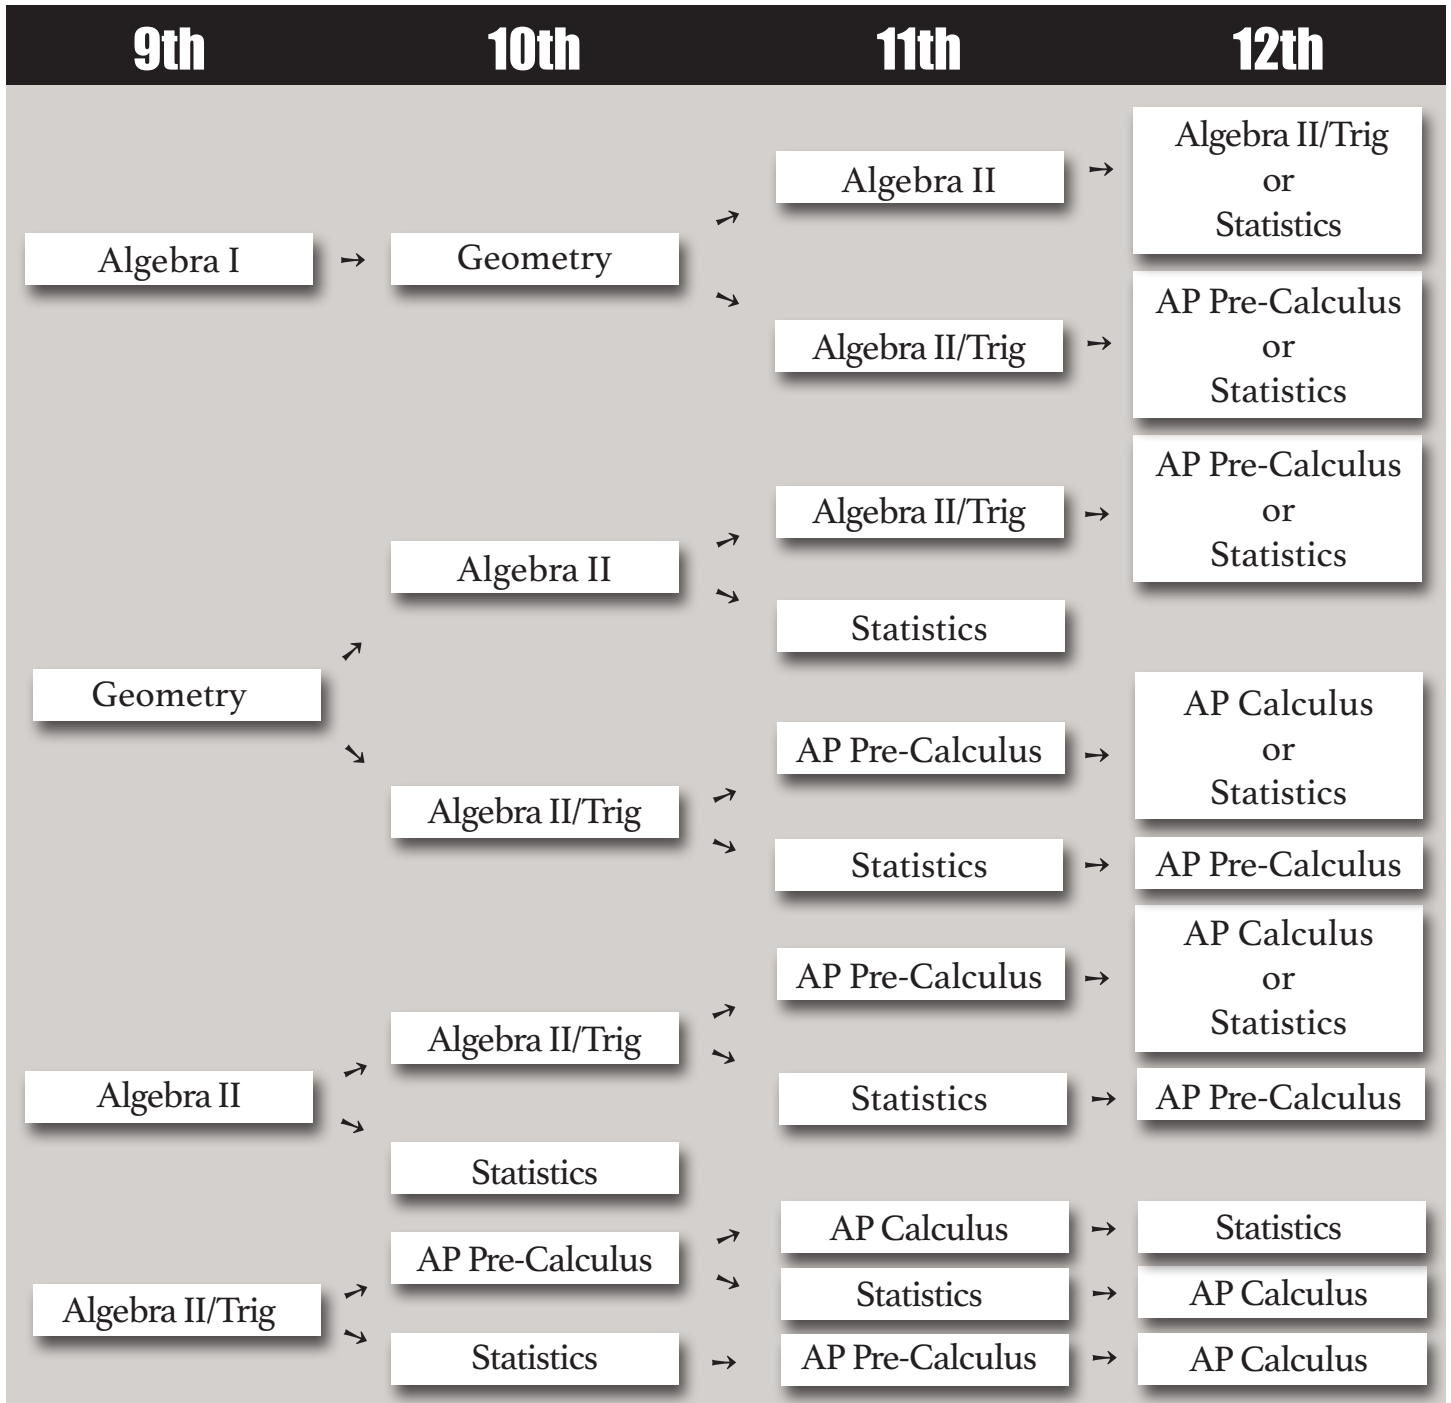 9th 10th 11th 12th
Algebra I
Geometry
Algebra II
Algebra II/Trig
or
Statistics
Algebra II/Trig
AP Pre-Calculus
or
Statistics
Geometry
Algebra II
Algebra II/Trig
AP Pre-Calculus
or
Statistics
Statistics
Algebra II/Trig
AP Pre-Calculus
AP Calculus
or
Statistics
Statistics
AP Pre-Calculus
Algebra II
Algebra II/Trig
AP Pre-Calculus
AP Calculus
or
Statistics
Statistics
AP Pre-Calculus
Statistics
Algebra II/Trig
AP Pre-Calculus
AP Calculus
Statistics
Statistics
AP Calculus
Statistics
AP Pre-Calculus
AP Calculus